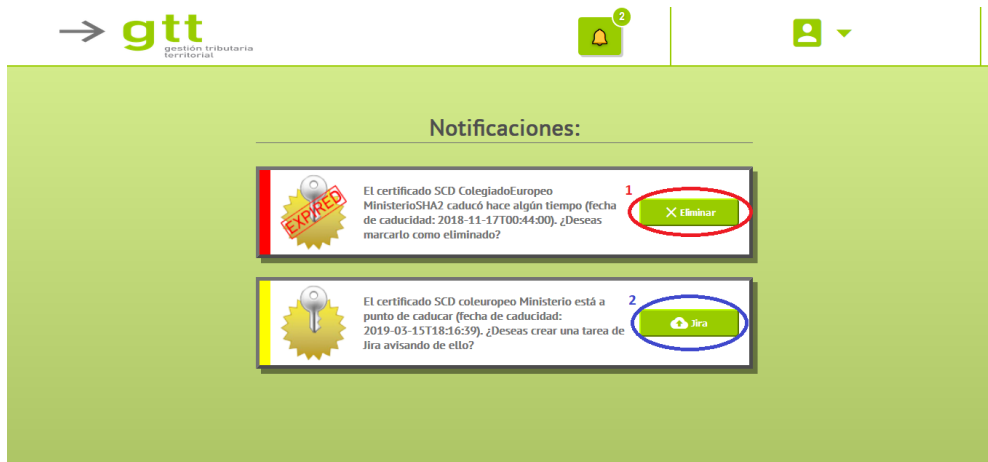 gtt
gestión tributaria
territorial
2
Notificaciones:
EXPIRED
El certificado SCD ColegiadoEuropeo
MinisterioSHA2 caducó hace algún tiempo (fecha
de caducidad: 2018-11-17T00:44:00). ¿Deseas
marcarlo como eliminado?
1
Eliminar
El certificado SCD coleuropeo Ministerio está a
punto de caducar (fecha de caducidad:
2019-03-15T18:16:39). ¿Deseas crear una tarea de
Jira avisando de ello?
2
Jira